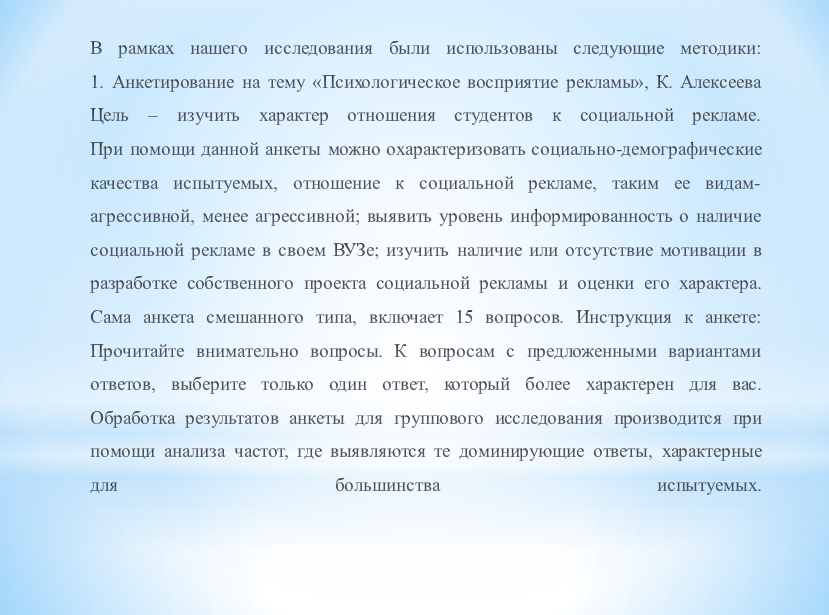 В рамках нашего исследования были использованы следующие методики:
1. Анкетирование на тему «Психологическое восприятие рекламы», К. Алексеева
Цель – изучить характер отношения студентов к социальной рекламе.
При помощи данной анкеты можно охарактеризовать социально-демографические
качества испытуемых, отношение к социальной рекламе, таким ее видам-
агрессивной, менее агрессивной; выявить уровень информированность о наличие
социальной рекламе в своем ВУЗе; изучить наличие или отсутствие мотивации в
разработке собственного проекта социальной рекламы и оценки его характера.
Сама анкета смешанного типа, включает 15 вопросов. Инструкция к анкете:
Прочитайте внимательно вопросы. К вопросам с предложенными вариантами
ответов, выберите только один ответ, который более характерен для вас.
Обработка результатов анкеты для группового исследования производится при
помощи анализа частот, где выявляются те доминирующие ответы, характерные
для большинства испытуемых.